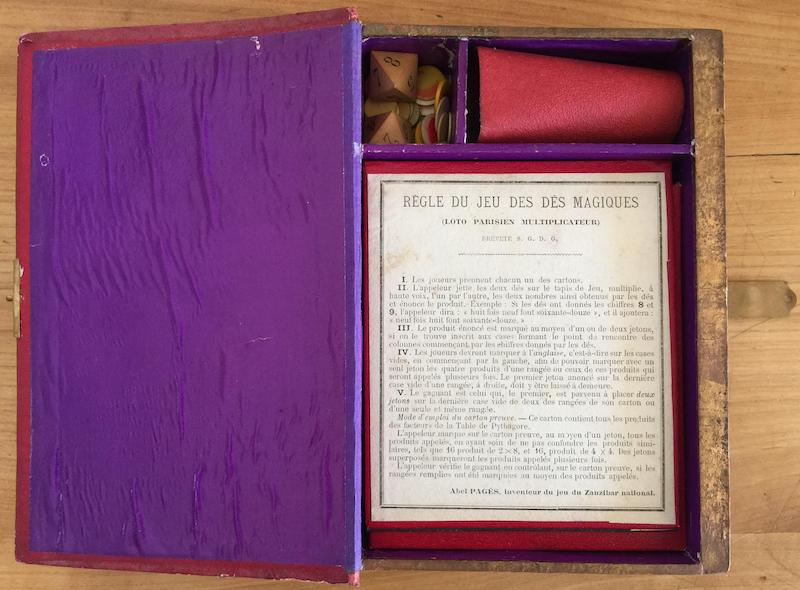 8
RÈGLE DU JEU DES DÉS MAGIQUES
(LOTO PARISIEN MULTIPLICATEUR)
BREVETÉ S. G. D. G.
I. Les joueurs prennent chacun un des cartons.
II. L'appeleur jette les deux dés sur le tapis de Jeu, multiplie, à
haute voix, l'un par l'autre, les deux nombres ainsi obtenus par les dés
et énonce le produit. Exemple : Si les dés ont donnés les chiffres 8 et
9, l'appeleur dira : « huit fois neuf font soixante-douze », et il ajoutera :
« neuf fois huit font soixante-douze. »
III. Le produit énoncé est marqué au moyen d'un ou de deux jetons,
si on le trouve inscrit aux cases formant le point de rencontre des
colonnes commençant par les chiffres donnés par les dés.
IV. Les joueurs devront marquer à l'anglaise, c'est-à-dire sur les cases
vides, en commençant par la gauche, afin de pouvoir marquer avec un
seul jeton les quatre produits d'une rangée ou ceux de ces produits qui
seront appelés plusieurs fois. Le premier jeton énoncé sur la dernière
case vide d'une rangée, à droite, doit y être laissé à demeure.
V. Le gagnant est celui qui, le premier, est parvenu à placer deux
jetons sur la dernière case vide de deux des rangées de son carton ou
d'une seule et même rangée.
Mode d'emploi du carton preuve. — Ce carton contient tous les produits
des facteurs de la Table de Pythagore.
L'appeleur marque sur le carton preuve, au moyen d'un jeton, tous les
produits appelés, en ayant soin de ne pas confondre les produits simi-
laires, tels que 16 produit de 2 × 8, et 16, produit de 4 × 4. Des jetons
superposés marqueront les produits appelés plusieurs fois.
L'appeleur vérifie le gagnant en contrôlant, sur le carton preuve, si les
rangées remplies ont été marquées au moyen des produits appelés.
Abel PAGÈS, inventeur du jeu du Zanzibar national.